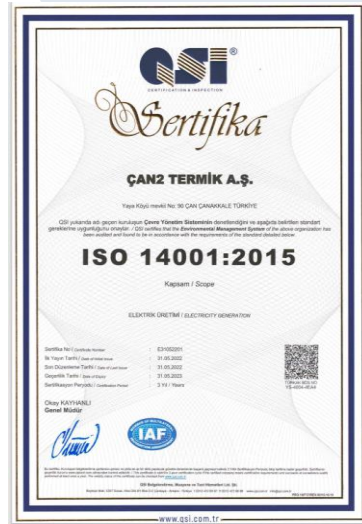 QSI®
CERTIFICATION & INSPECTION
Sertifika
ÇAN2 TERMİK A.Ş.
Yaya Köyü mevkii No: 90 ÇAN ÇANAKKALE TÜRKİYE
QSI yukarıda adı geçen kuruluşun Çevre Yönetim Sisteminin denetlendiğini ve aşağıda belirtilen standart
gereklerine uygunluğunu onaylar. / QSI certifies that the Environmental Management System of the above organization has
been audited and found to be in accordance with the requirements of the standard detailed below
ISO 14001:2015
Kapsam / Scope
ELEKTRİK ÜRETİMİ / ELECTRICITY GENERATION
Sertifika No / Certificate Number : E31052201
İlk Yayın Tarihi / Date of Initial Issue : 31.05.2022
Son Düzenleme Tarihi / Date of Last Issue : 31.05.2022
Geçerlilik Tarihi / Date of Expiry : 31.05.2023
Sertifikasyon Periyodu / Certification Period : 3 Yıl / Years
Okay KAYHANLI
Genel Müdür
IAF
www.qsi.com.tr